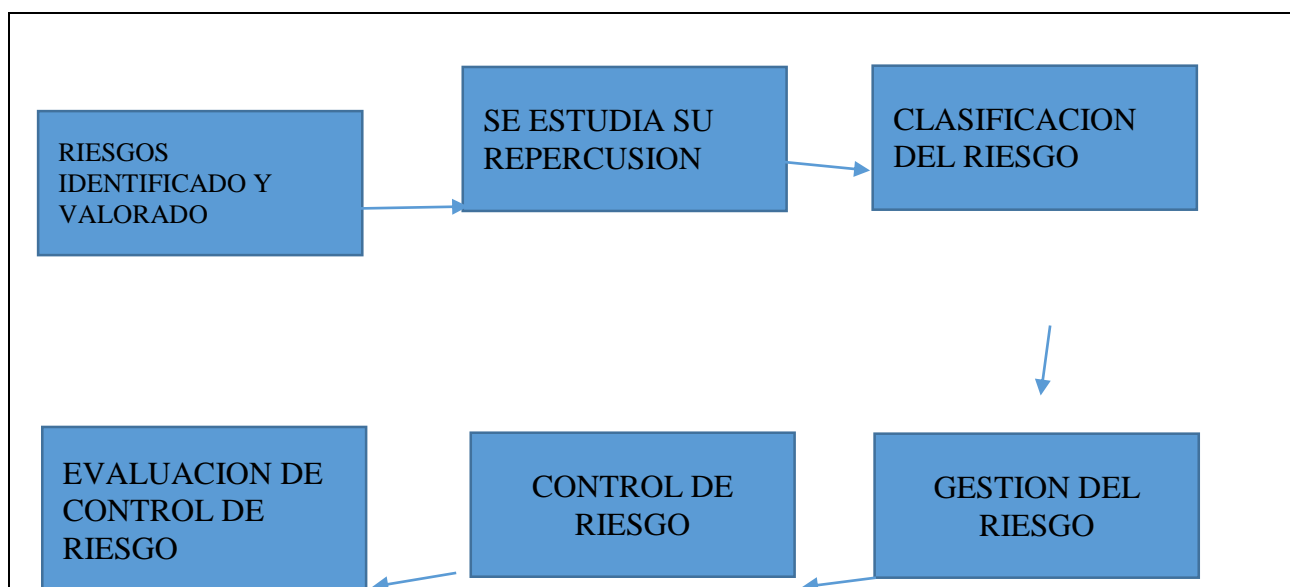 RIESGOS
IDENTIFICADO Y
VALORADO
SE ESTUDIA SU
REPERCUSION
CLASIFICACION
DEL RIESGO
GESTION DEL
RIESGO
CONTROL DE
RIESGO
EVALUACION DE
CONTROL DE
RIESGO